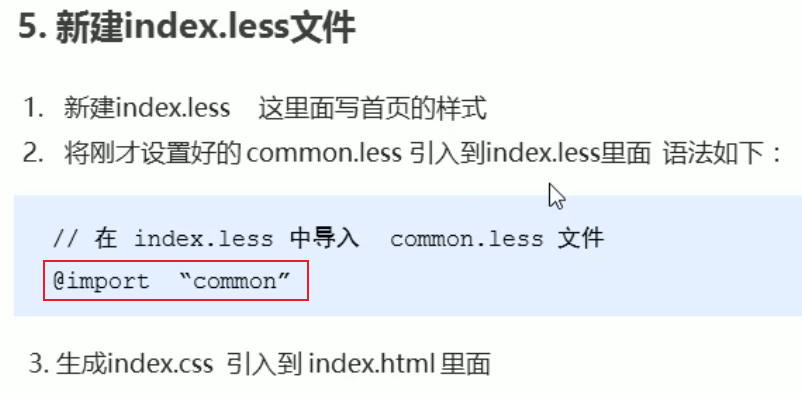 5. 新建index.less文件
1. 新建index.less 这里面写首页的样式
2. 将刚才设置好的 common.less 引入到index.less里面 语法如下：
// 在 index.less 中导入 common.less 文件
@import “common”
3. 生成index.css 引入到 index.html 里面